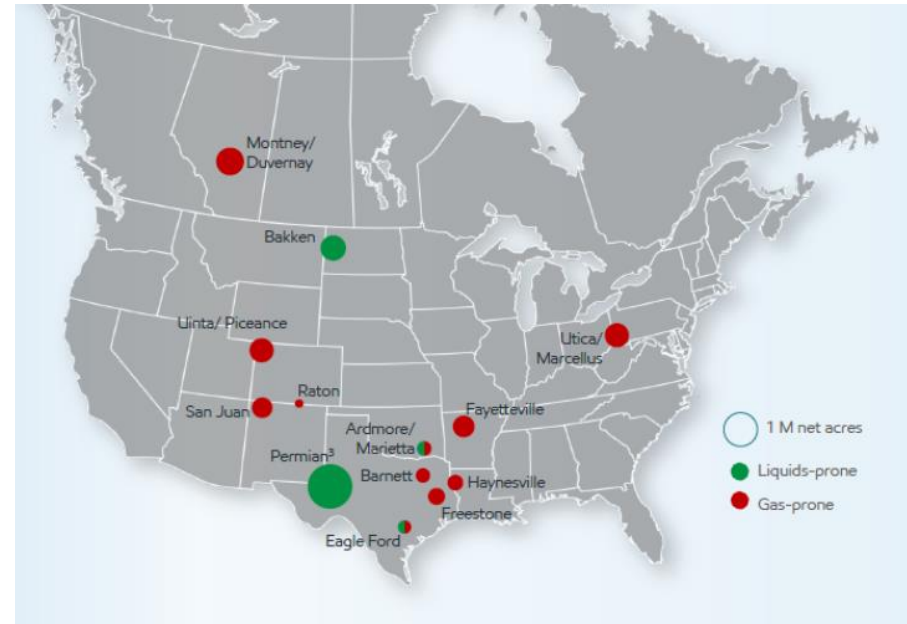 Montney/
Duvernay
Bakken
Uinta/ Piceance
Utica/
Marcellus
Raton
San Juan
Fayetteville
Ardmore/
Marietta
1 M net acres
Permian³
Liquids-prone
Barnett
Haynesville
Gas-prone
Freestone
Eagle Ford